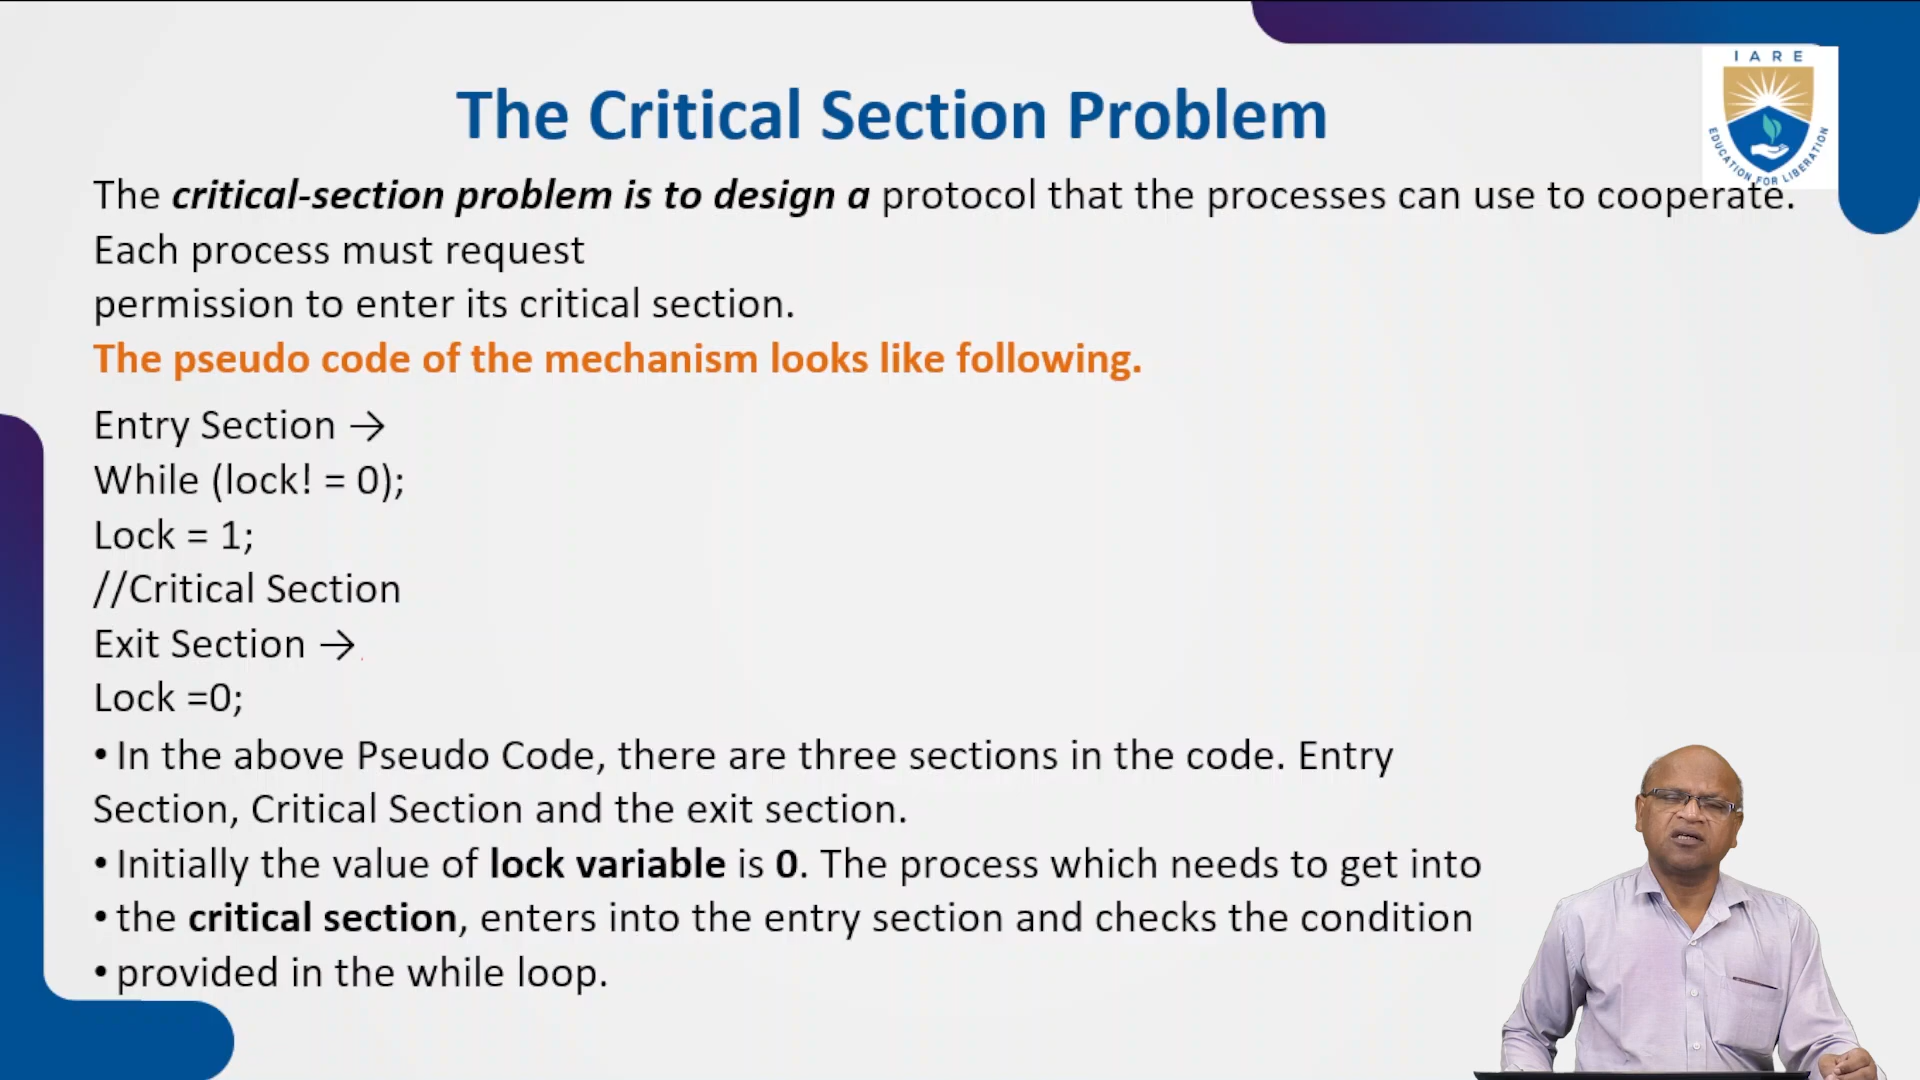 I A R E
EDUCATION FOR LIBERATION
The Critical Section Problem
The critical-section problem is to design a protocol that the processes can use to cooperate.
Each process must request
permission to enter its critical section.
The pseudo code of the mechanism looks like following.
Entry Section →
While (lock! = 0);
Lock = 1;
//Critical Section
Exit Section →
Lock =0;
• In the above Pseudo Code, there are three sections in the code. Entry
Section, Critical Section and the exit section.
• Initially the value of lock variable is 0. The process which needs to get into
• the critical section, enters into the entry section and checks the condition
• provided in the while loop.